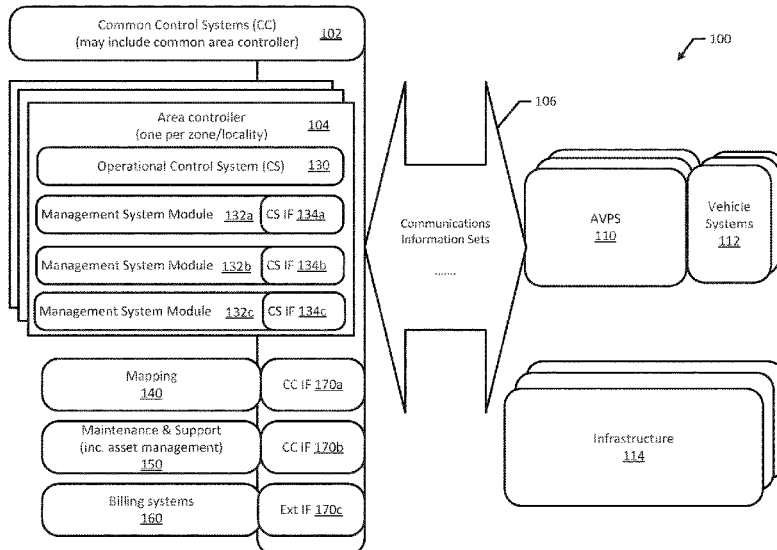 Common Control Systems (CC)
(may include common area controller)
102
100
106
Area controller
(one per zone/locality)
104
Operational Control System (CS) 130
Management System Module 132a CS IF 134a
Management System Module 132b CS IF 134b
Management System Module 132c CS IF 134c
Communications
Information Sets
.......
AVPS
110
Vehicle
Systems
112
Mapping
140
CC IF 170a
Maintenance & Support
(inc. asset management)
150
CC IF 170b
Billing systems
160
Ext IF 170c
Infrastructure
114